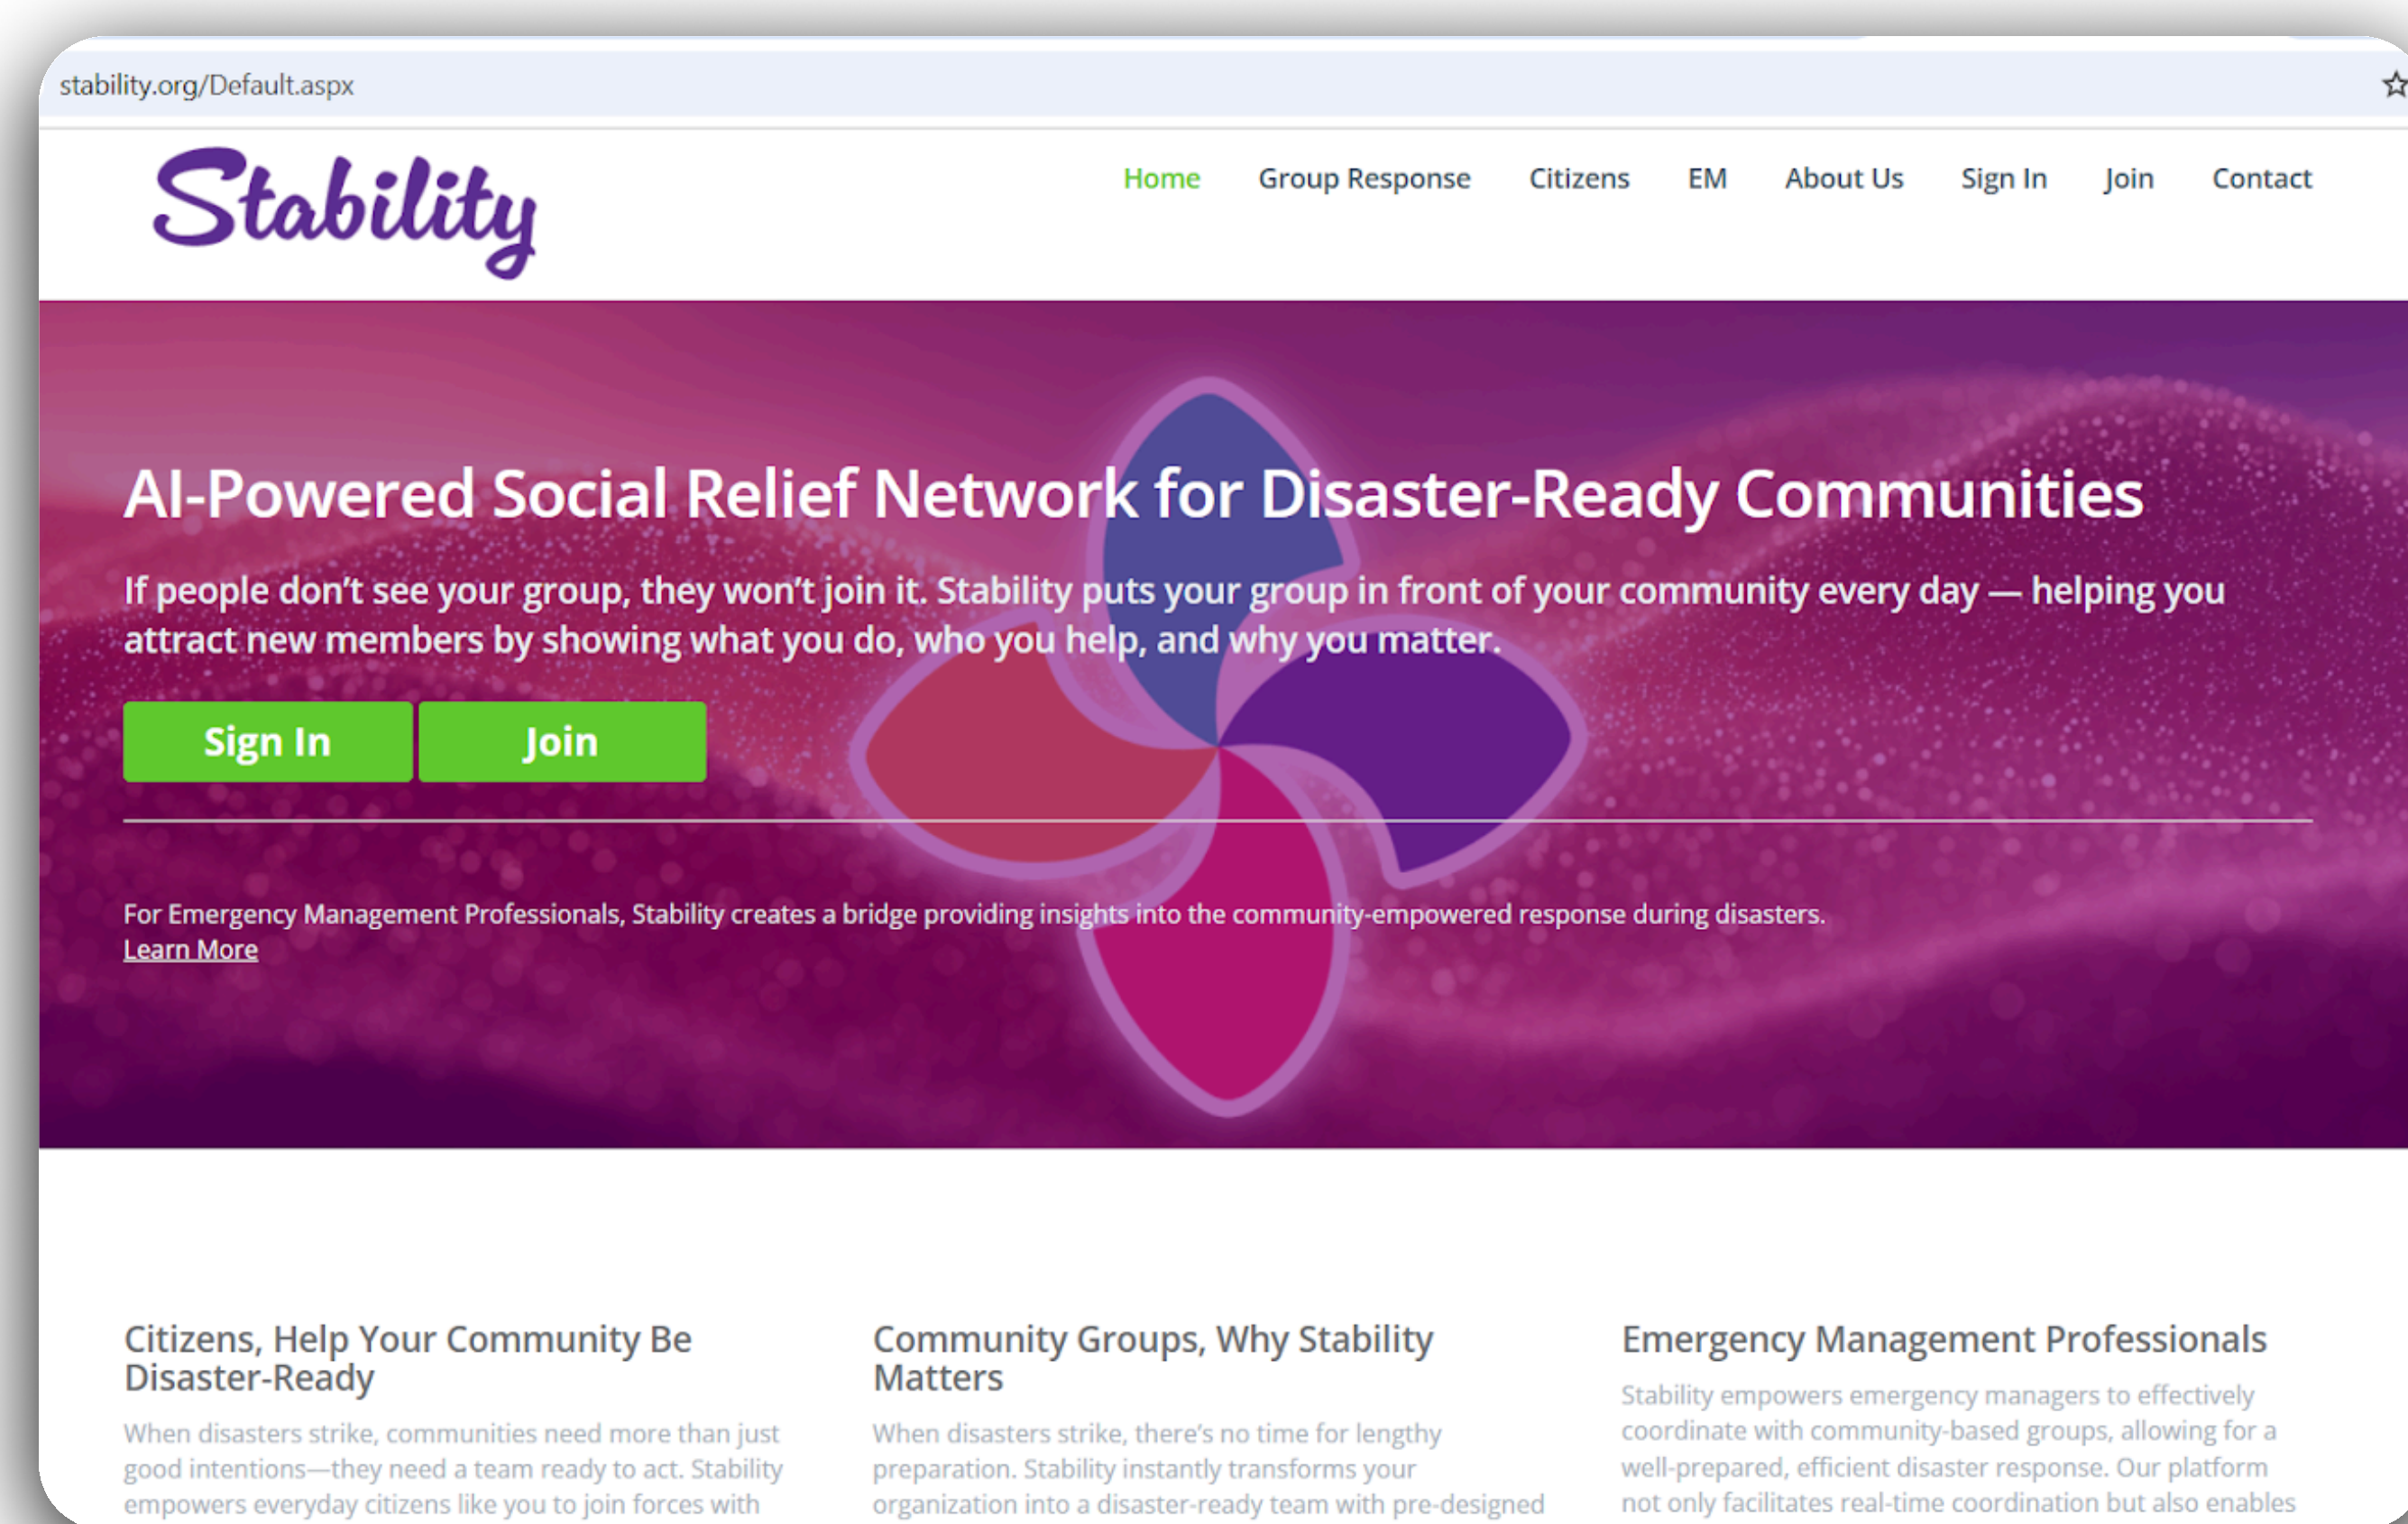 stability.org/Default.aspx
Stability
Home Group Response Citizens EM About Us Sign In Join Contact
AI-Powered Social Relief Network for Disaster-Ready Communities
If people don’t see your group, they won’t join it. Stability puts your group in front of your community every day — helping you
attract new members by showing what you do, who you help, and why you matter.
Sign In Join
For Emergency Management Professionals, Stability creates a bridge providing insights into the community-empowered response during disasters.
Learn More
Citizens, Help Your Community Be
Disaster-Ready
When disasters strike, communities need more than just
good intentions—they need a team ready to act. Stability
empowers everyday citizens like you to join forces with
Community Groups, Why Stability
Matters
When disasters strike, there’s no time for lengthy
preparation. Stability instantly transforms your
organization into a disaster-ready team with pre-designed
Emergency Management Professionals
Stability empowers emergency managers to effectively
coordinate with community-based groups, allowing for a
well-prepared, efficient disaster response. Our platform
not only facilitates real-time coordination but also enables